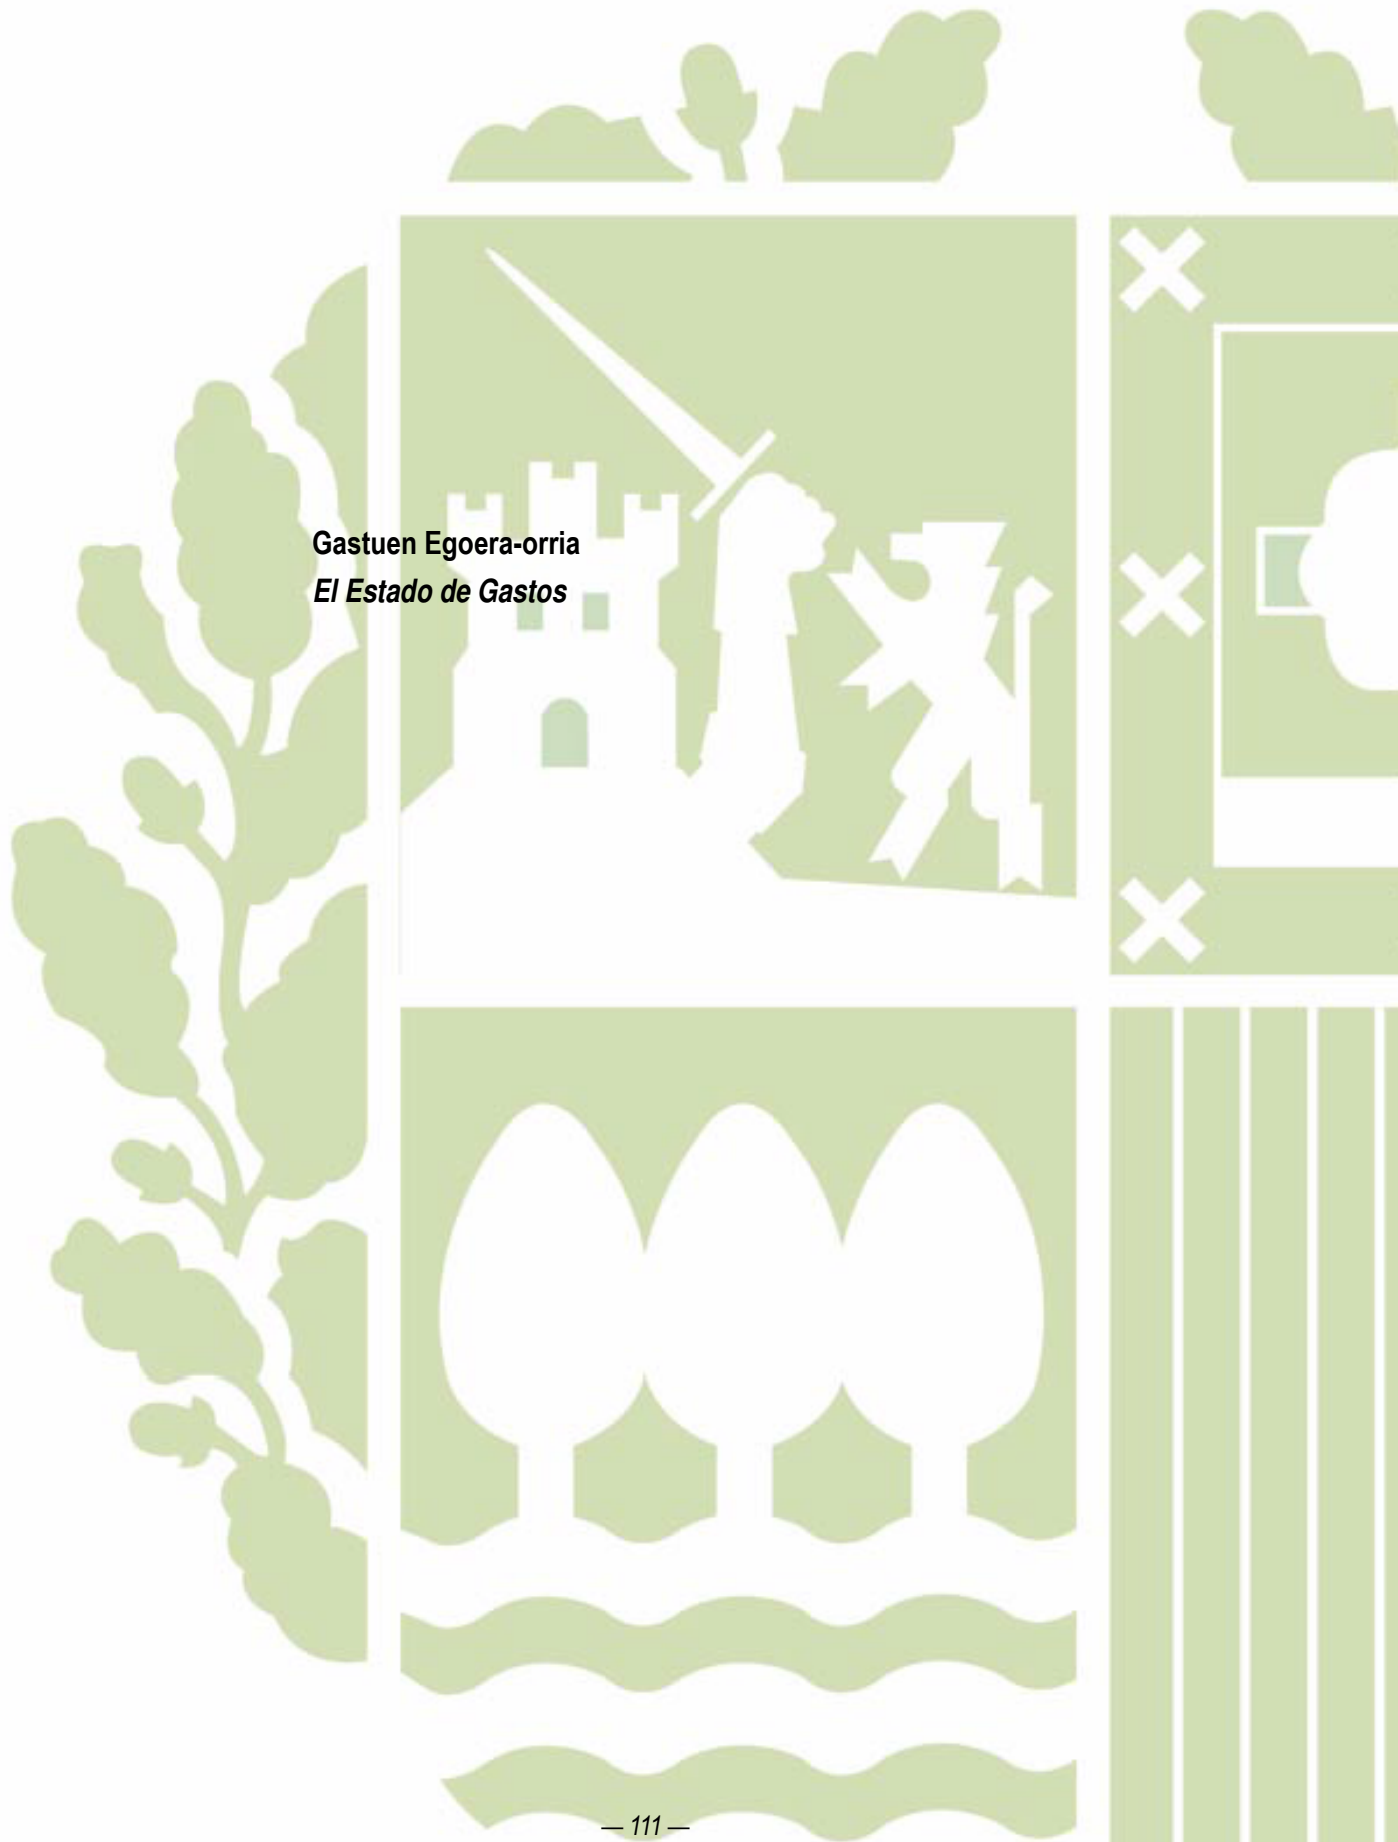 Gastuen Egoera-orria
El Estado de Gastos
— 111 —